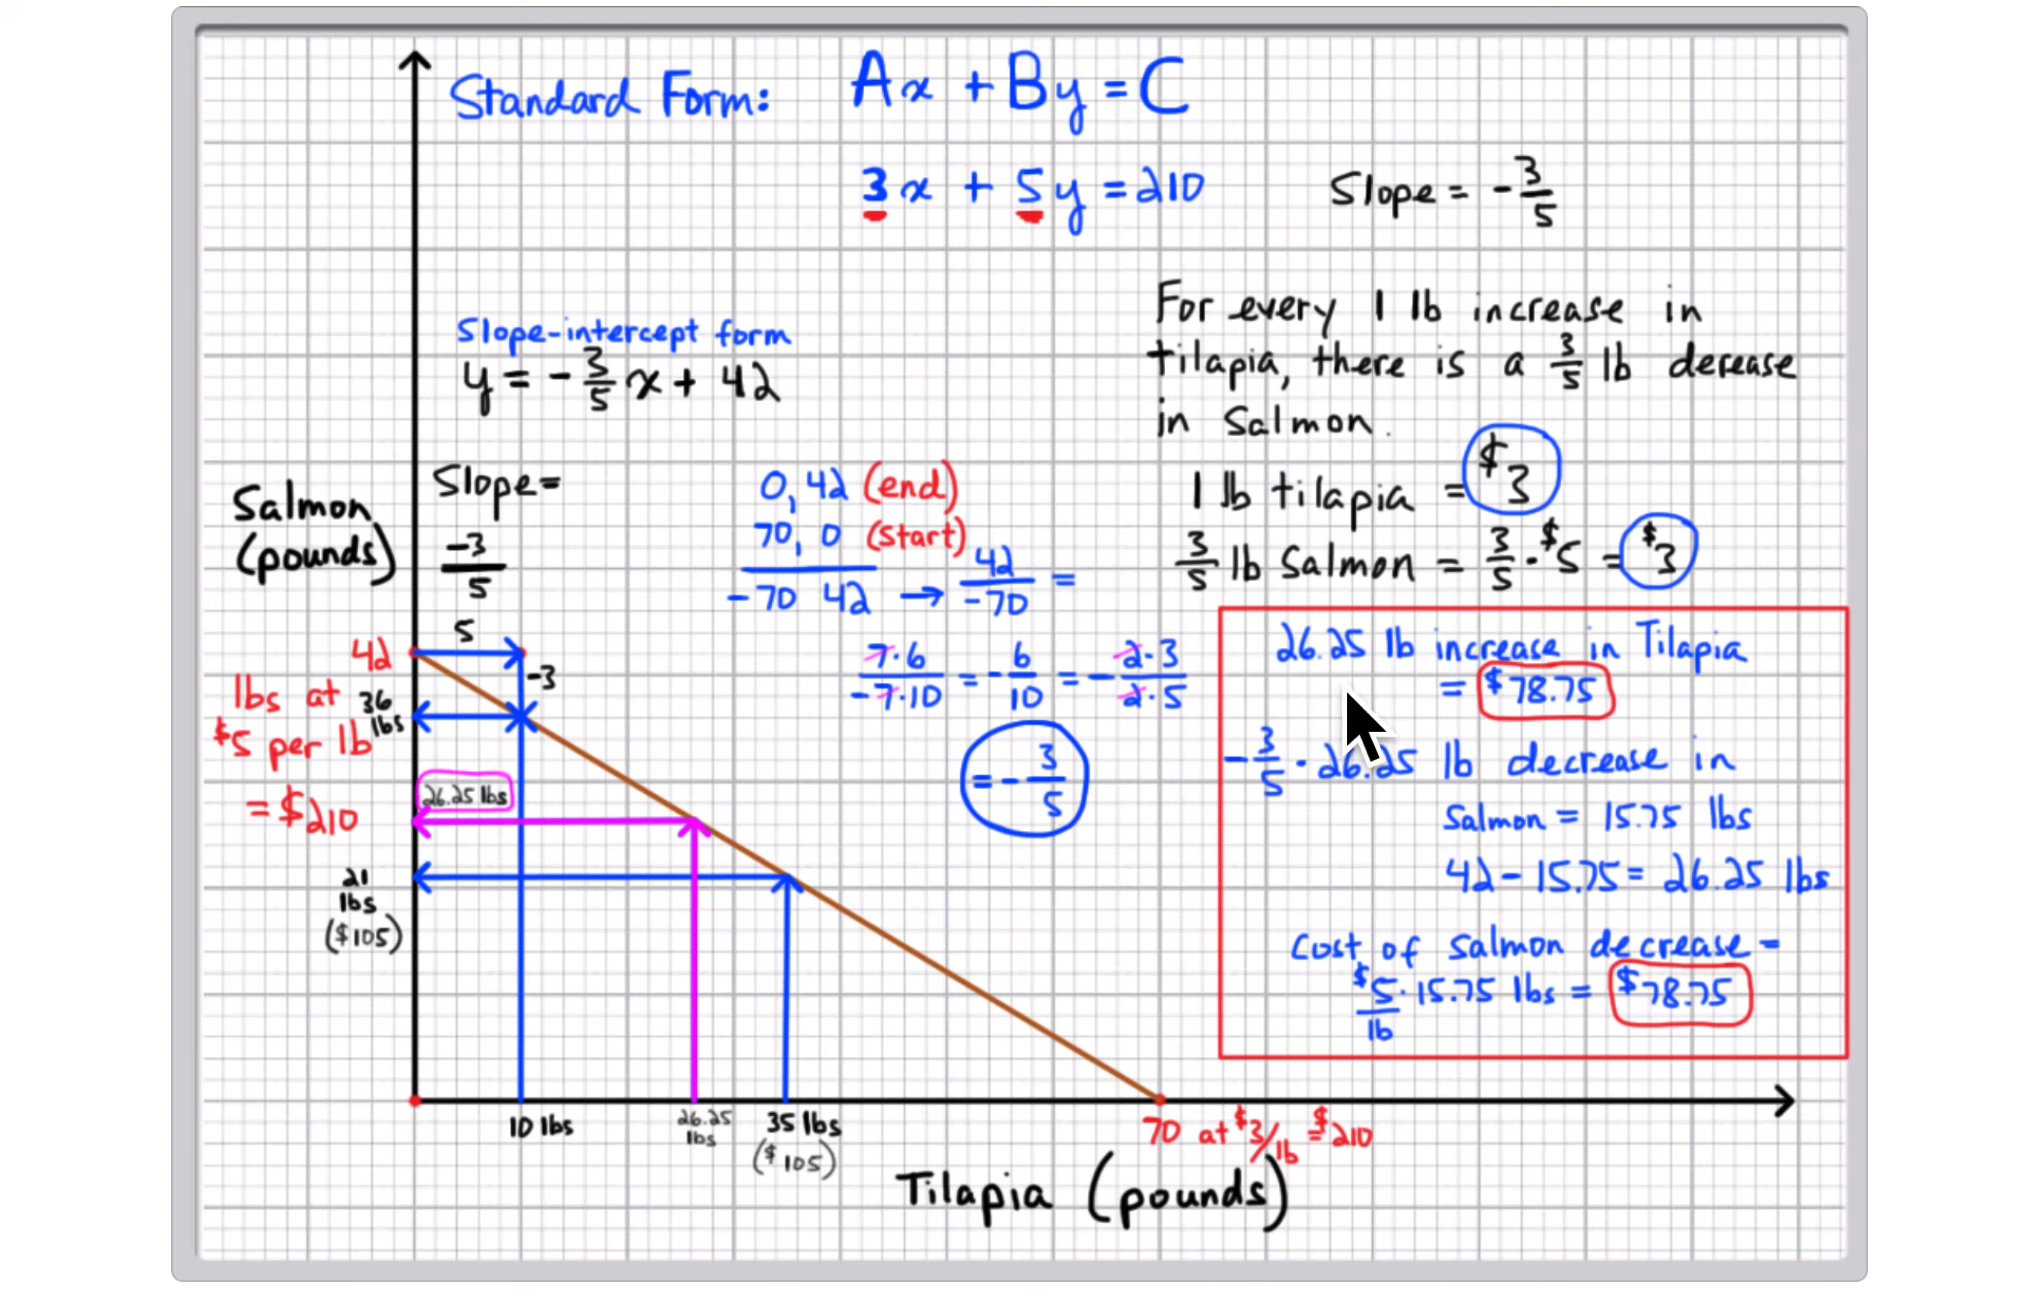 Standard Form: Ax + By = C
3x + 5y = 210
Slope = -3/5
Slope-intercept form
y = -3/5x + 42
For every 1 lb increase in
tilapia, there is a 3/5 lb derease
in Salmon.
1 lb tilapia = $3
3/5 lb Salmon = 3/5 · $5 = $3
Salmon
(pounds)
Slope=
-3/5
0, 42 (end)
70, 0 (start)
-70 42 → 42/-70 =
7·6/-7·10 = -6/10 = -2·3/2·5
= -3/5
5
-3
42
lbs at
$5 per lb
= $210
36
lbs
26.25 lbs
21
lbs
($105)
26.25 lb increase in Tilapia
= $78.75
-3/5 · 26.25 lb decrease in
Salmon = 15.75 lbs
42 - 15.75 = 26.25 lbs
Cost of Salmon decrease =
$5/lb · 15.75 lbs = $78.75
10 lbs
26.25
lbs
35 lbs
($105)
70 at $3/lb = $210
Tilapia (pounds)